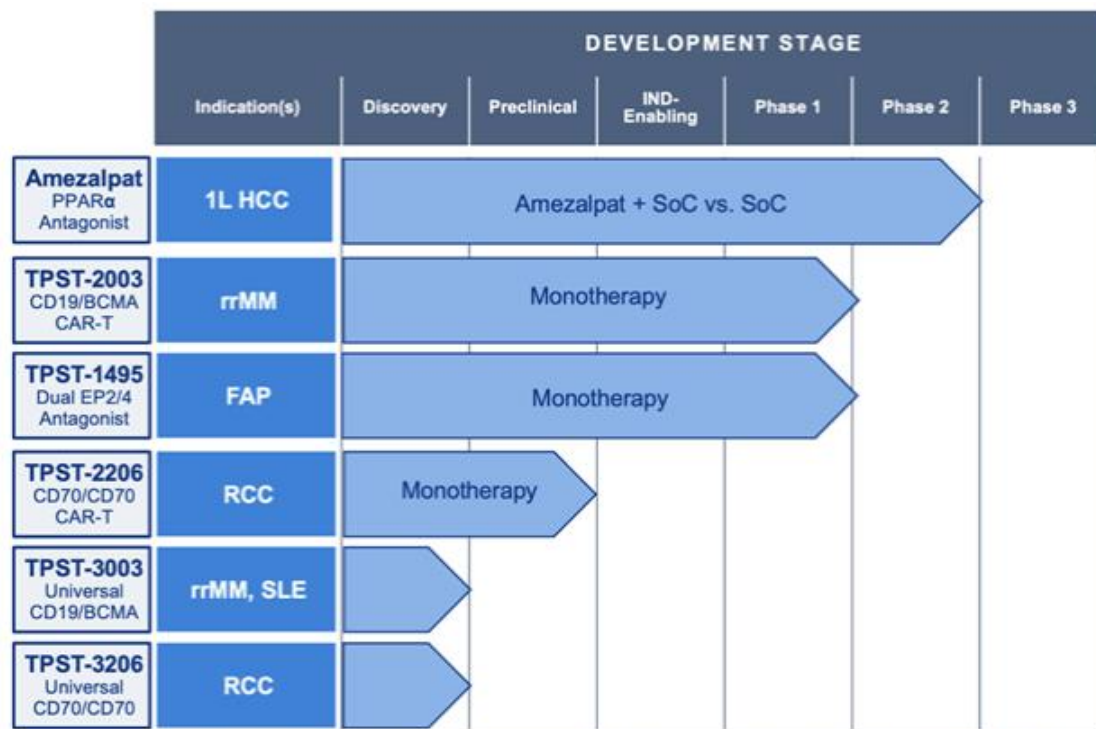 DEVELOPMENT STAGE
Indication(s)
Discovery
Preclinical
IND-
Enabling
Phase 1
Phase 2
Phase 3
Amezalpat
PPARα
Antagonist
1L HCC
Amezalpat + SoC vs. SoC
TPST-2003
CD19/BCMA
CAR-T
rrMM
Monotherapy
TPST-1495
Dual EP2/4
Antagonist
FAP
Monotherapy
TPST-2206
CD70/CD70
CAR-T
RCC
Monotherapy
TPST-3003
Universal
CD19/BCMA
rrMM, SLE
TPST-3206
Universal
CD70/CD70
RCC